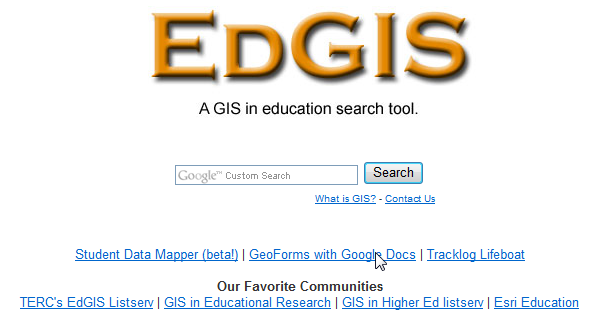 EdGIS
A GIS in education search tool.
Google™ Custom Search Search
What is GIS? - Contact Us
Student Data Mapper (beta!) | GeoForms with Google Docs | Tracklog Lifeboat
Our Favorite Communities
TERC's EdGIS Listserv | GIS in Educational Research | GIS in Higher Ed listserv | Esri Education